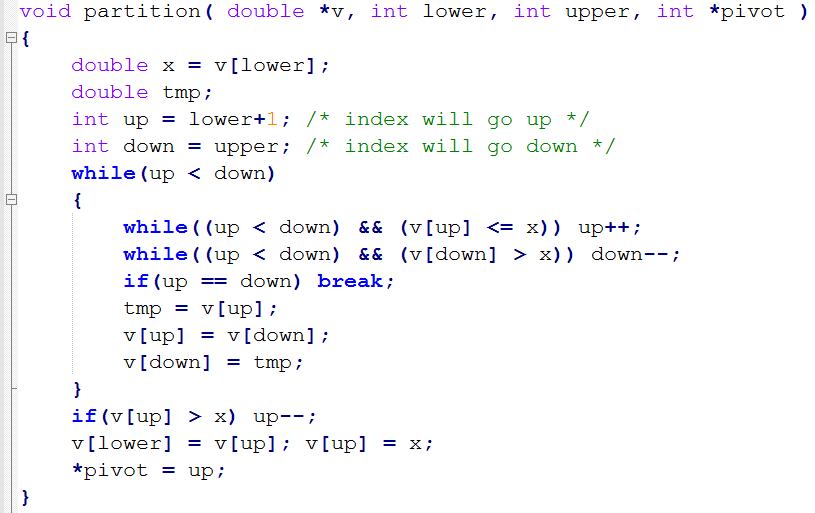 void partition( double *v, int lower, int upper, int *pivot )
{
    double x = v[lower];
    double tmp;
    int up = lower+1; /* index will go up */
    int down = upper; /* index will go down */
    while(up < down)
    {
        while((up < down) && (v[up] <= x)) up++;
        while((up < down) && (v[down] > x)) down--;
        if(up == down) break;
        tmp = v[up];
        v[up] = v[down];
        v[down] = tmp;
    }
    if(v[up] > x) up--;
    v[lower] = v[up]; v[up] = x;
    *pivot = up;
}